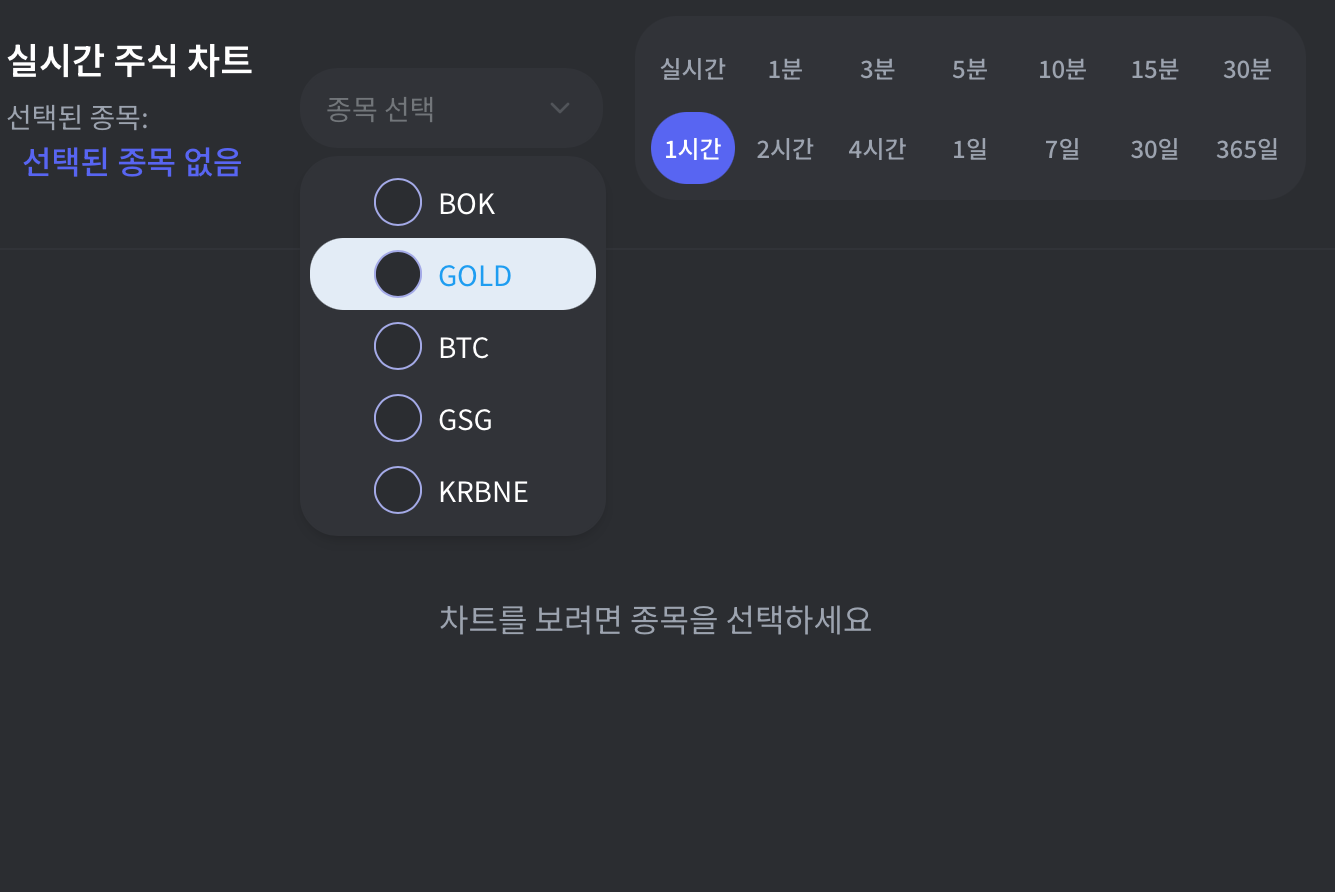 실시간 주식 차트
선택된 종목:
선택된 종목 없음
종목 선택
BOK
GOLD
BTC
GSG
KRBNE
실시간 1분 3분 5분 10분 15분 30분
1시간 2시간 4시간 1일 7일 30일 365일
차트를 보려면 종목을 선택하세요